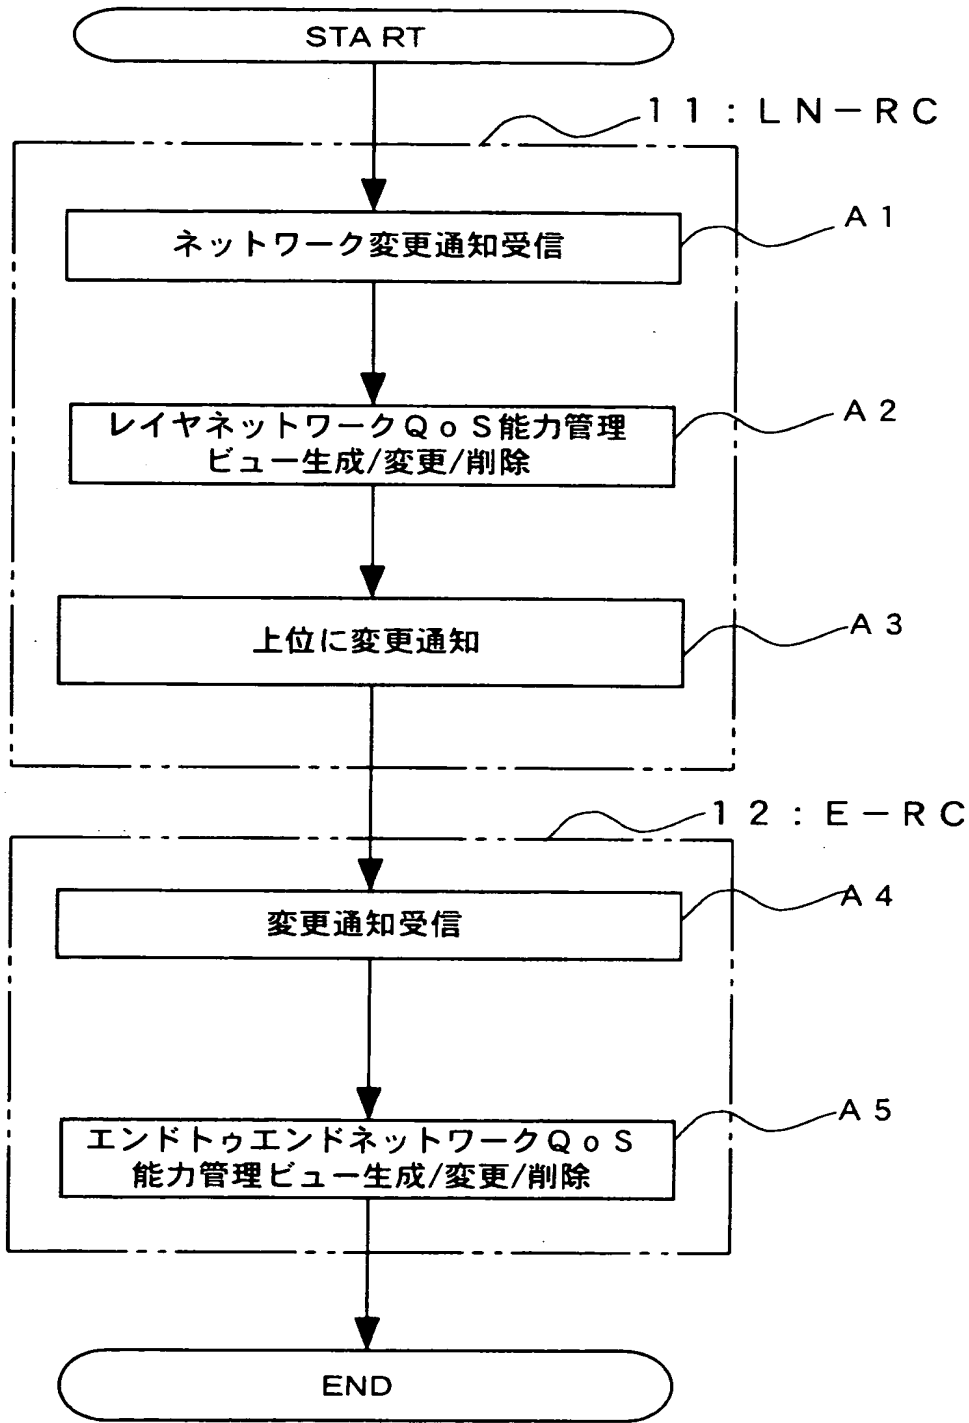 START
11:LN-RC
A1
ネットワーク変更通知受信
A2
レイヤネットワークQoS能力管理
ビュー生成/変更/削除
A3
上位に変更通知
12:E-RC
A4
変更通知受信
A5
エンドトゥエンドネットワークQoS
能力管理ビュー生成/変更/削除
END